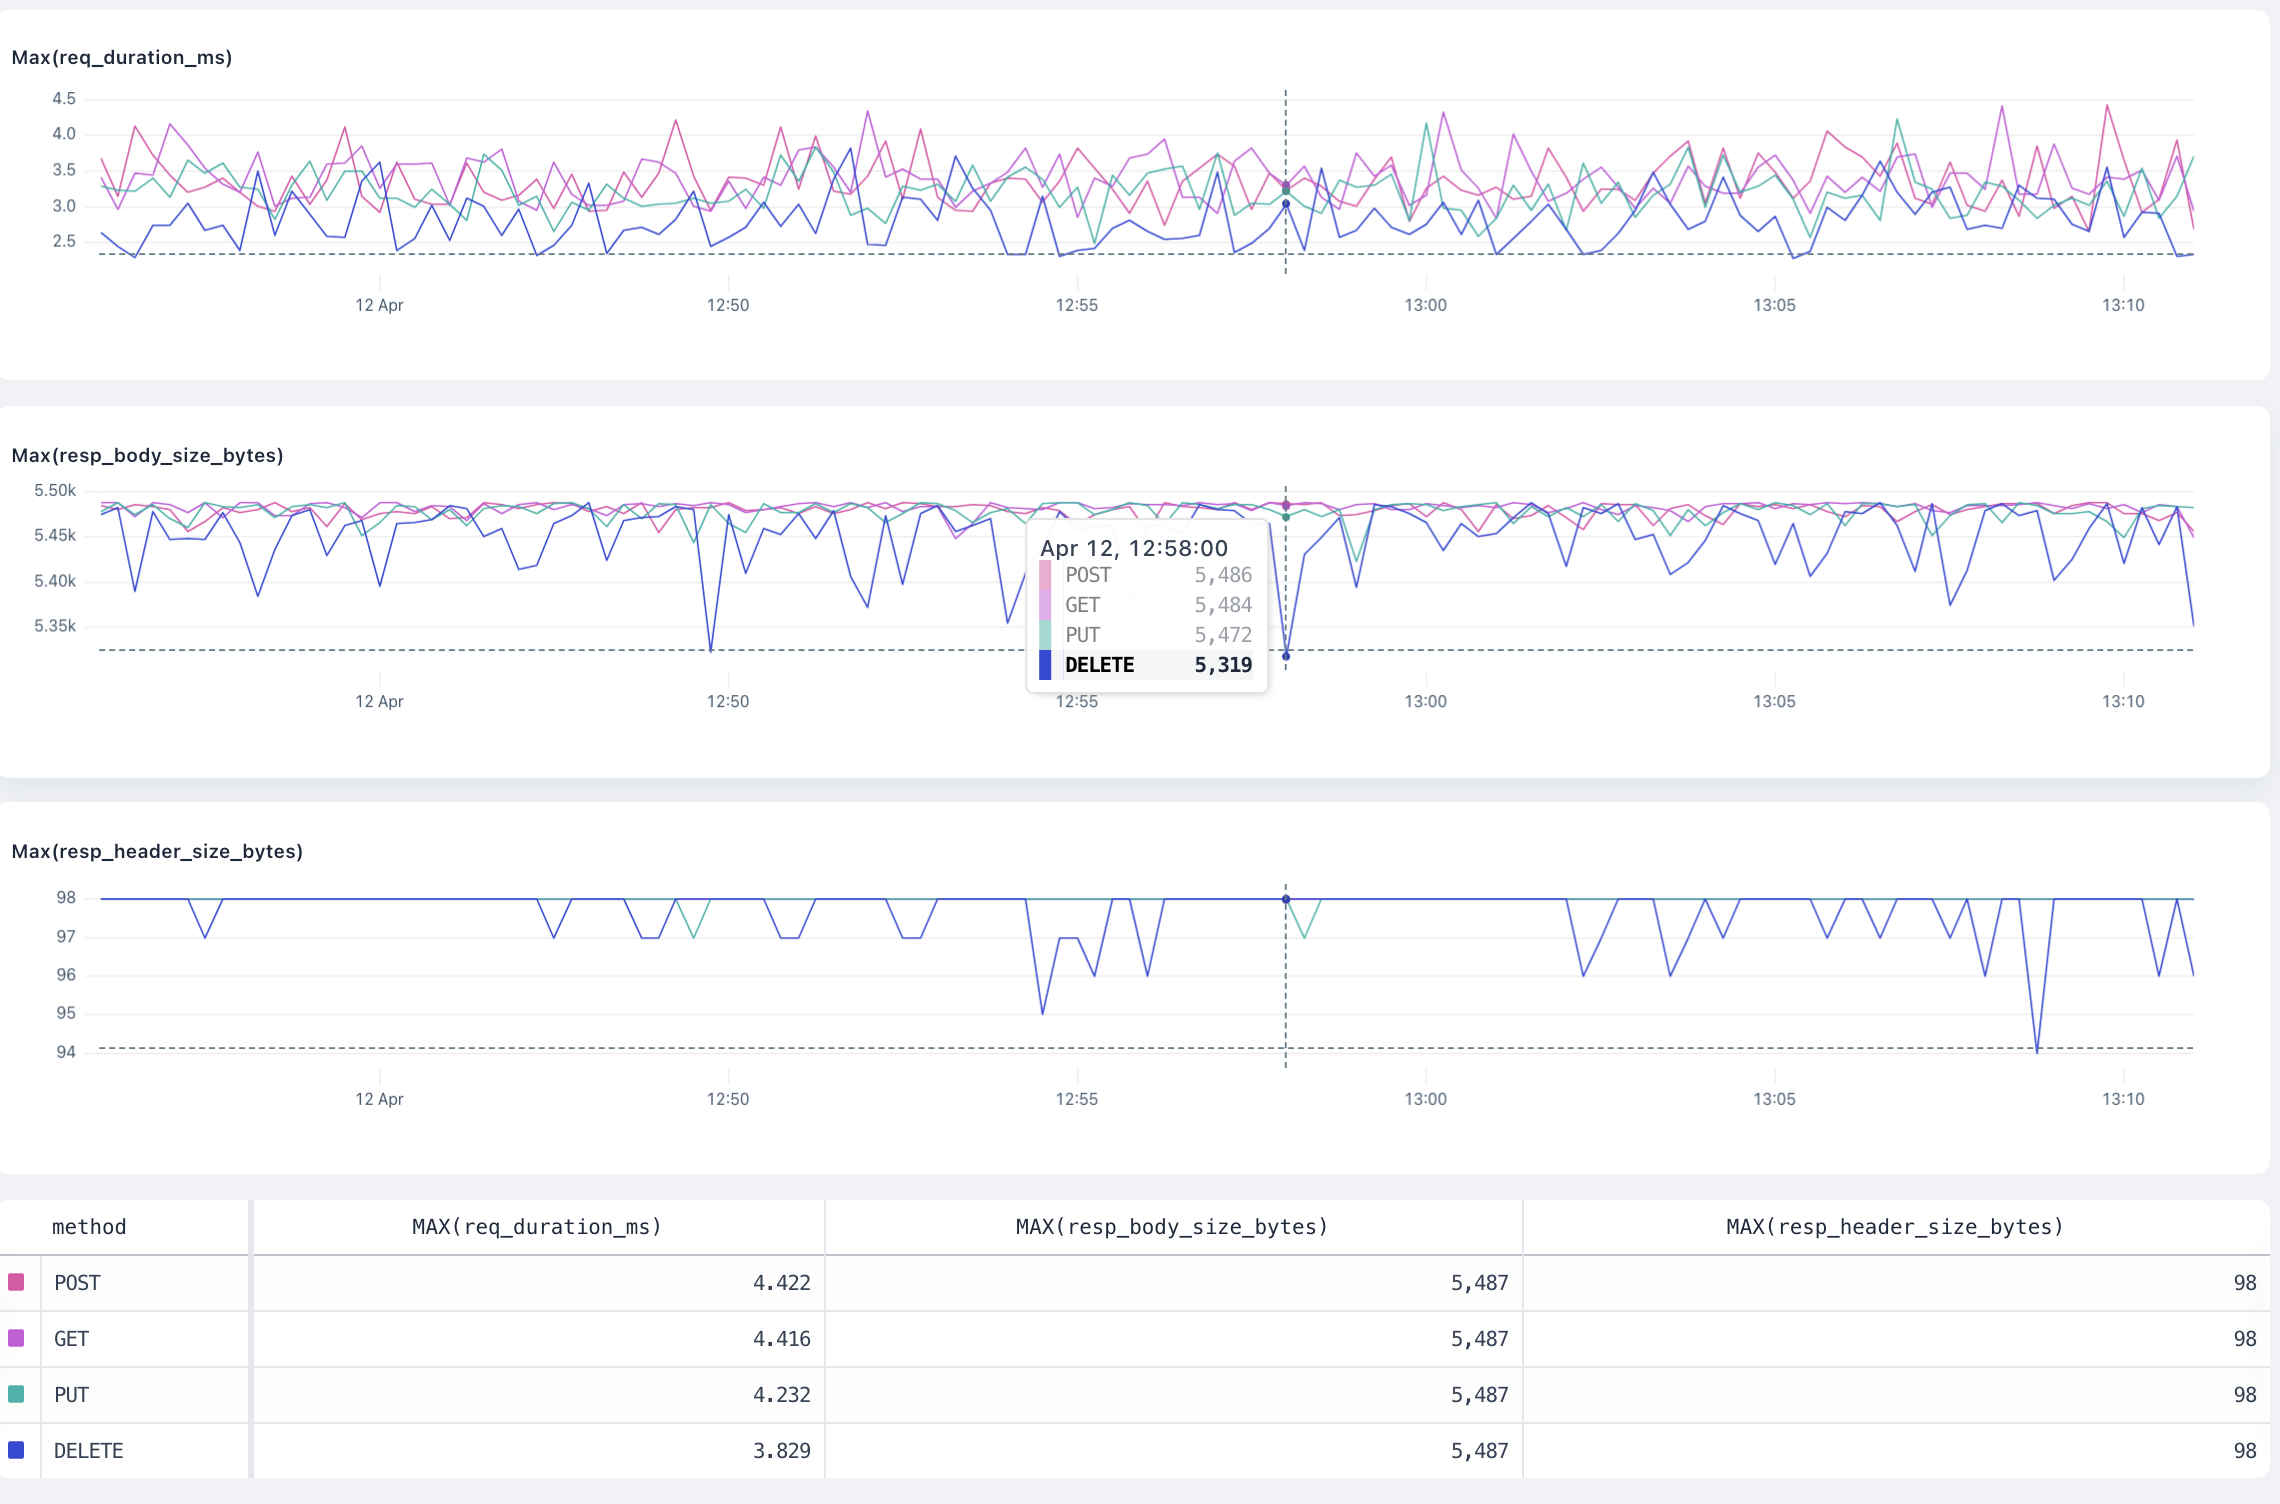 Max(req_duration_ms)
4.5
4.0
3.5
3.0
2.5
12 Apr 12:50 12:55 13:00 13:05 13:10
Max(resp_body_size_bytes)
5.50k
5.45k
5.40k
5.35k
Apr 12, 12:58:00
POST 5,486
GET 5,484
PUT 5,472
DELETE 5,319
12 Apr 12:50 12:55 13:00 13:05 13:10
Max(resp_header_size_bytes)
98
97
96
95
94
12 Apr 12:50 12:55 13:00 13:05 13:10
method MAX(req_duration_ms) MAX(resp_body_size_bytes) MAX(resp_header_size_bytes)
POST 4.422 5,487 98
GET 4.416 5,487 98
PUT 4.232 5,487 98
DELETE 3.829 5,487 98